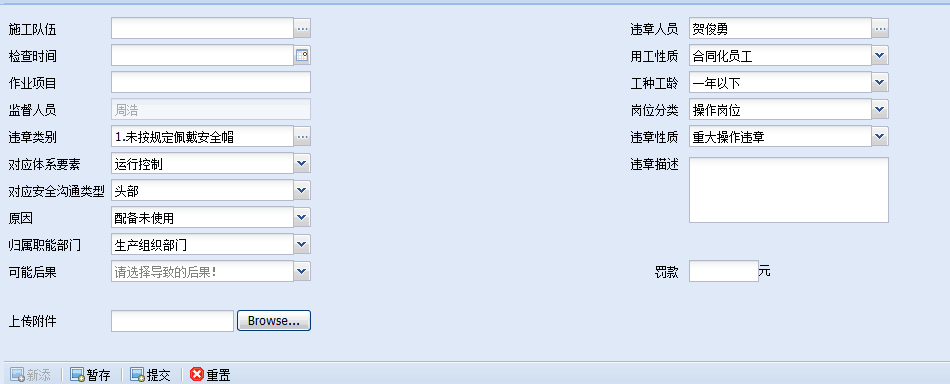 施工队伍 违章人员 贺俊勇
检查时间 用工性质 合同化员工
作业项目 工种工龄 一年以下
监督人员 周浩 岗位分类 操作岗位
违章类别 1.未按规定佩戴安全帽 违章性质 重大操作违章
对应体系要素 运行控制 违章描述
对应安全沟通类型 头部
原因 配备未使用
归属职能部门 生产组织部门
可能后果 请选择导致的后果! 罚款 元
上传附件 Browse...
新添 暂存 提交 重置